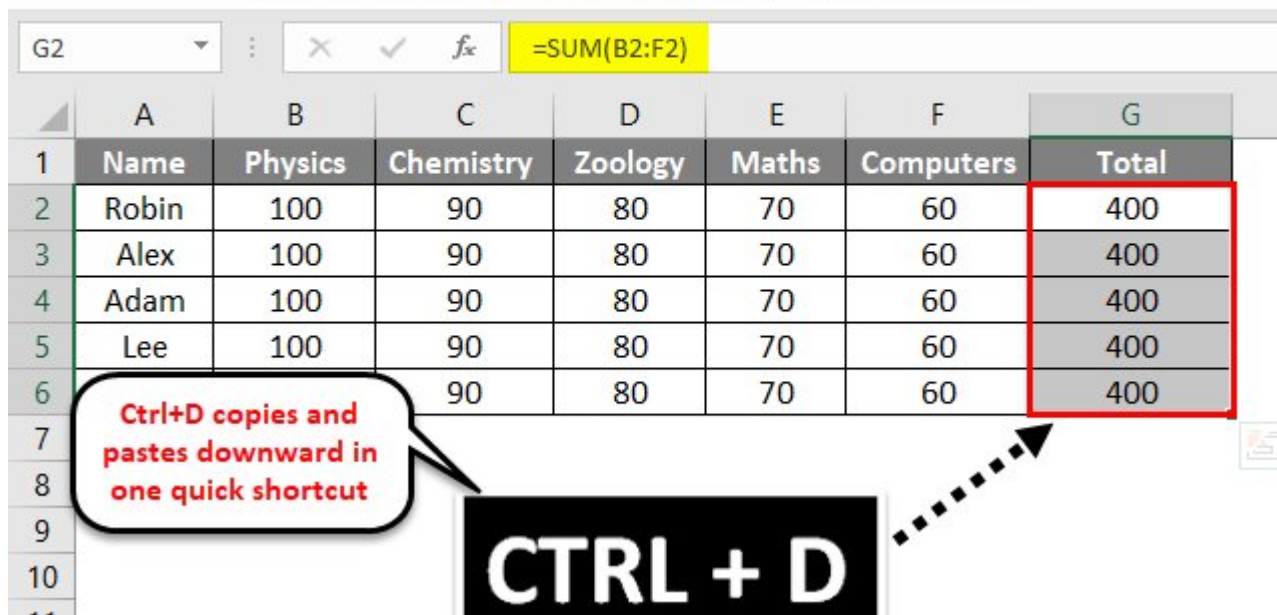 G2 fx =SUM(B2:F2)
A B C D E F G
1 Name Physics Chemistry Zoology Maths Computers Total
2 Robin 100 90 80 70 60 400
3 Alex 100 90 80 70 60 400
4 Adam 100 90 80 70 60 400
5 Lee 100 90 80 70 60 400
6 90 80 70 60 400
7
8
9
10
Ctrl+D copies and
pastes downward in
one quick shortcut
CTRL + D